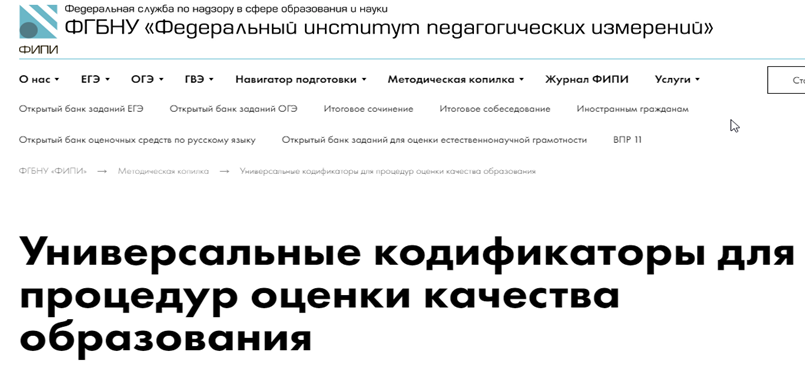 Федеральная служба по надзору в сфере образования и науки
ФГБНУ «Федеральный институт педагогических измерений»
ФИПИ
О нас ЕГЭ ОГЭ ГВЭ Навигатор подготовки Методическая копилка Журнал ФИПИ Услуги
Открытый банк заданий ЕГЭ Открытый банк заданий ОГЭ Итоговое сочинение Итоговое собеседование Иностранным гражданам
Открытый банк оценочных средств по русскому языку Открытый банк заданий для оценки естественнонаучной грамотности ВПР 11
ФГБНУ «ФИПИ» → Методическая копилка → Универсальные кодификаторы для процедур оценки качества образования
Универсальные кодификаторы для
процедур оценки качества
образования